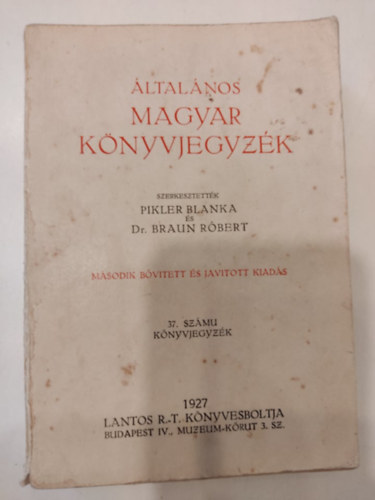 ÁLTALÁNOS
MAGYAR
KÖNYVJEGYZÉK
SZERKESZTETTÉK
PIKLER BLANKA
ÉS
Dr. BRAUN RÓBERT
MÁSODIK BŐVITETT ÉS JAVITOTT KIADÁS
37. SZÁMU
KÖNYVJEGYZÉK
1927
LANTOS R.-T. KÖNYVESBOLTJA
BUDAPEST IV., MUZEUM-KÖRUT 3. SZ.